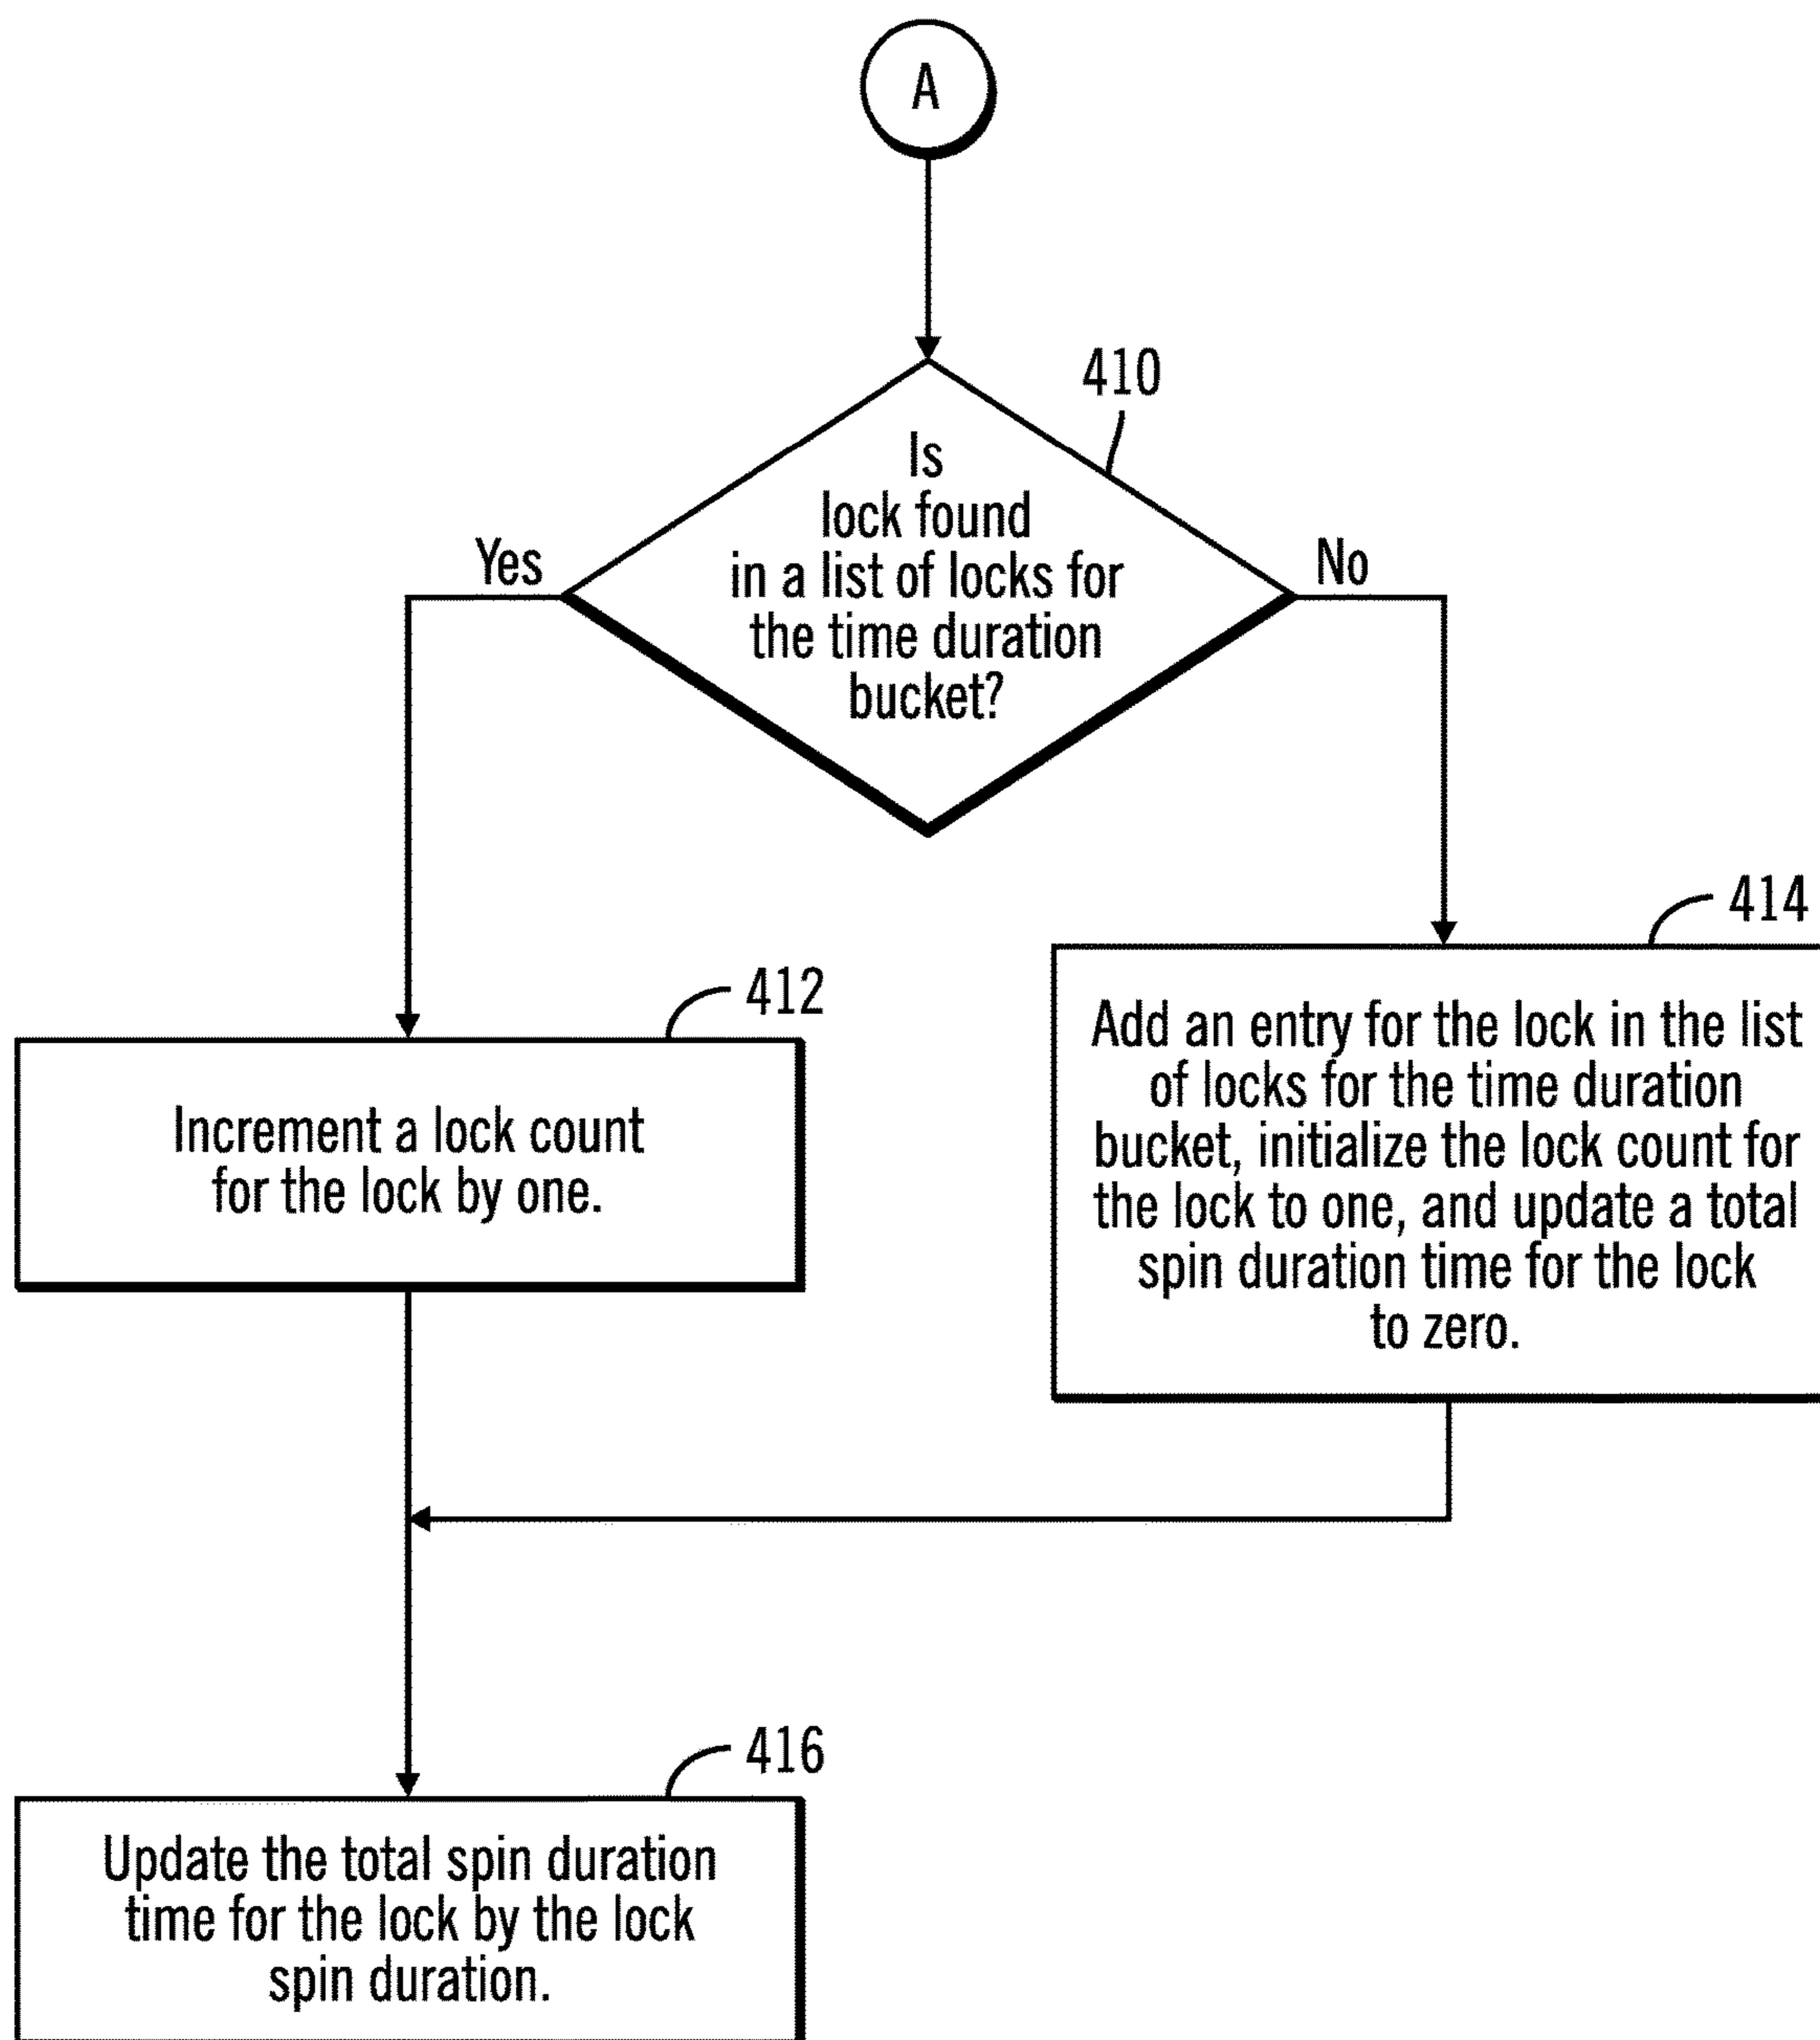 A
410
Is
lock found
in a list of locks for
the time duration
bucket?
Yes
No
412
Increment a lock count
for the lock by one.
414
Add an entry for the lock in the list
of locks for the time duration
bucket, initialize the lock count for
the lock to one, and update a total
spin duration time for the lock
to zero.
416
Update the total spin duration
time for the lock by the lock
spin duration.